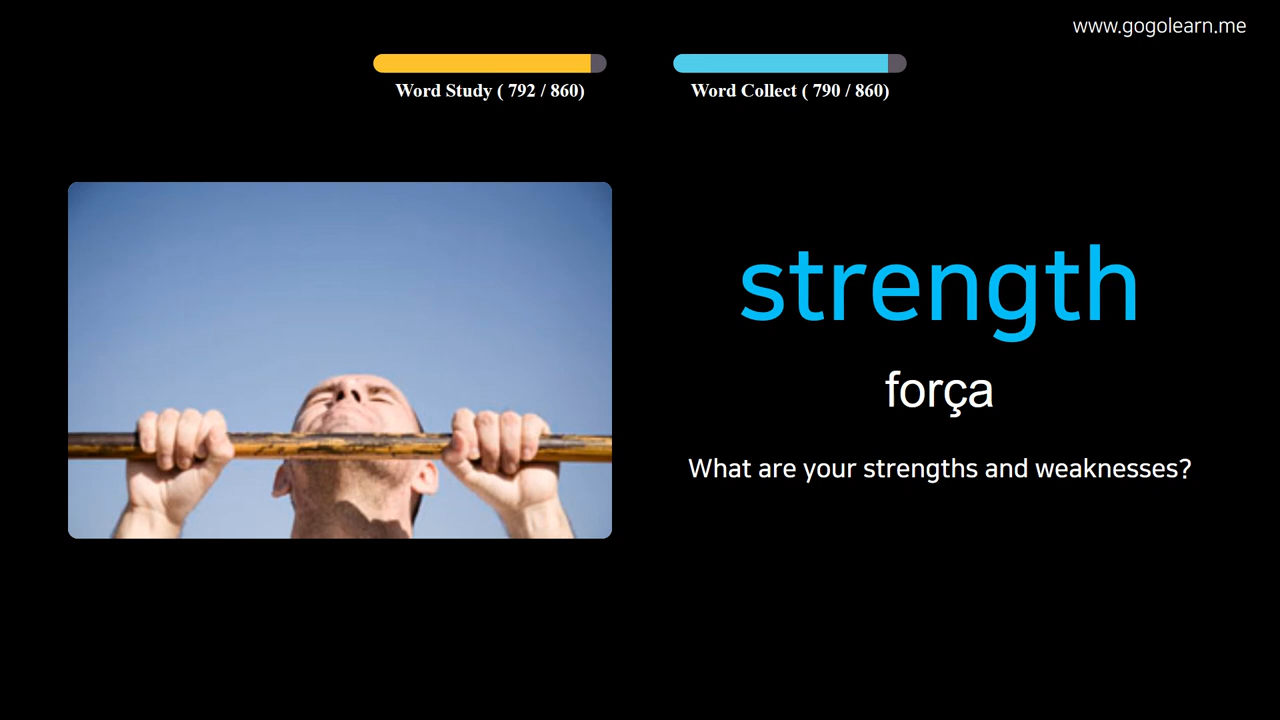 www.gogolearn.me
Word Study ( 792 / 860)
Word Collect ( 790 / 860)
strength
força
What are your strengths and weaknesses?